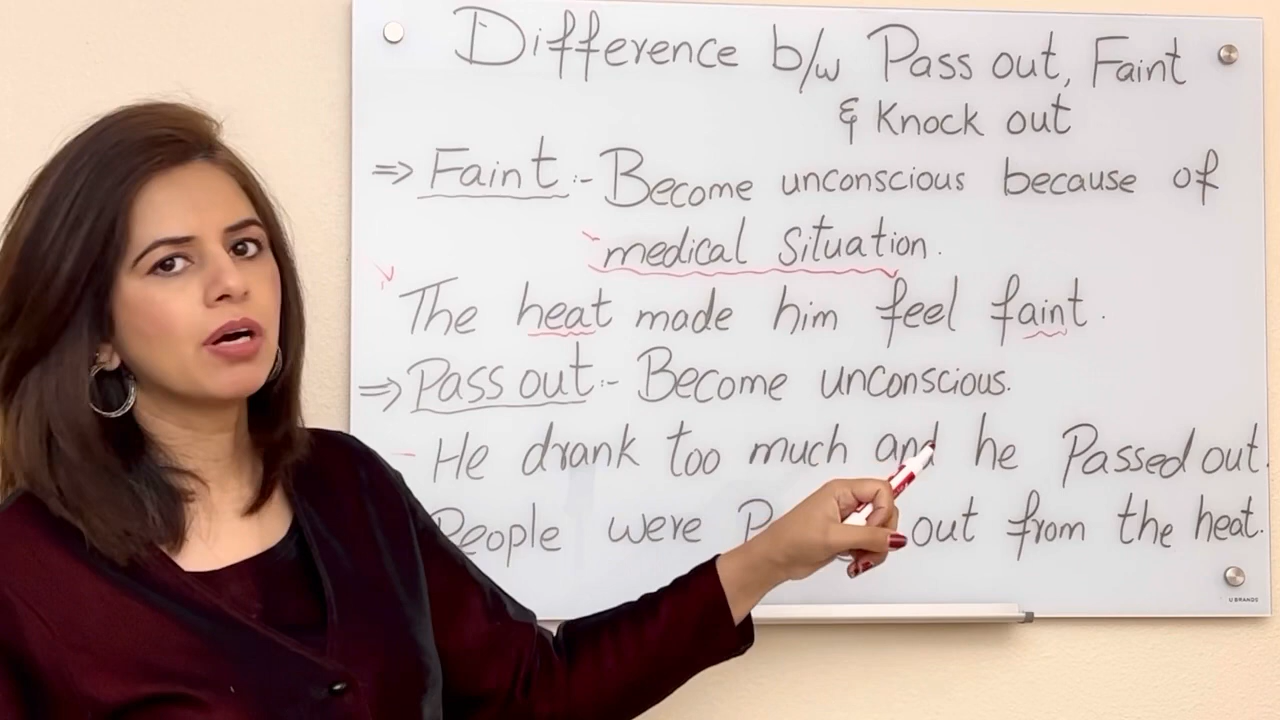 Difference b/w Pass out, Faint
& Knock out
⇒ Faint :- Become unconscious because of
medical situation.
The heat made him feel faint.
⇒ Pass out :- Become unconscious.
- He drank too much and he Passed out.
People were out from the heat.
U BRANDS